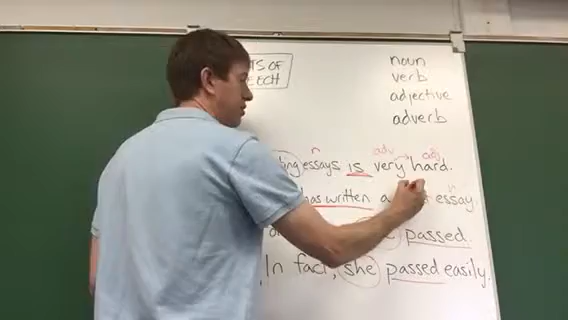 TS OF
ECH
noun
verb
adjective
adverb
n adv adj
essays is very hard.
n
has written a essay.
passed.
In fact, she passed easily.